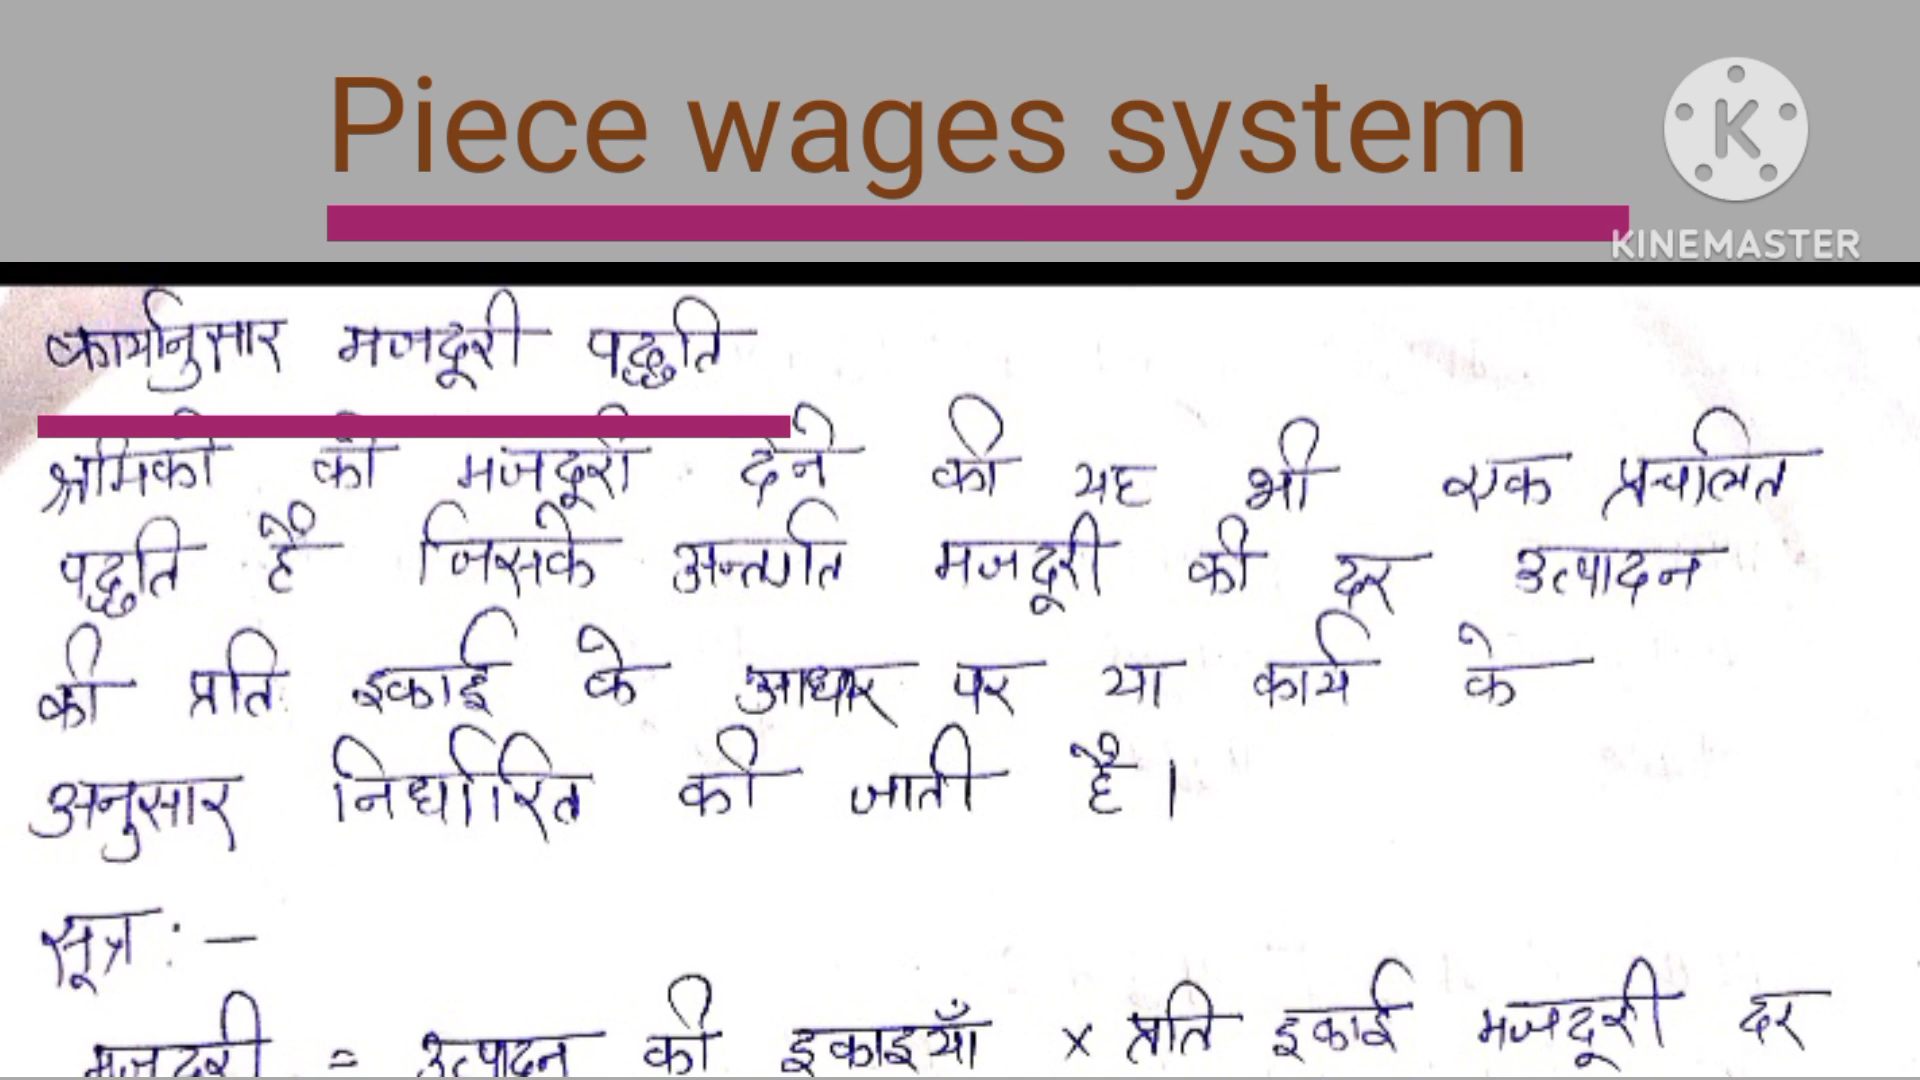 Piece wages system
K
KINEMASTER
कार्यानुसार मजदूरी पद्धति
श्रमिको को मजदूरी देने की यह भी एक प्रचलित
पद्धति है जिसके अन्तर्गत मजदूरी की दर उत्पादन
की प्रति इकाई के आधार पर या कार्य के
अनुसार निर्धारित की जाती है।
सूत्र :-
मजदूरी = उत्पादन की इकाइयाँ × प्रति इकाई मजदूरी दर